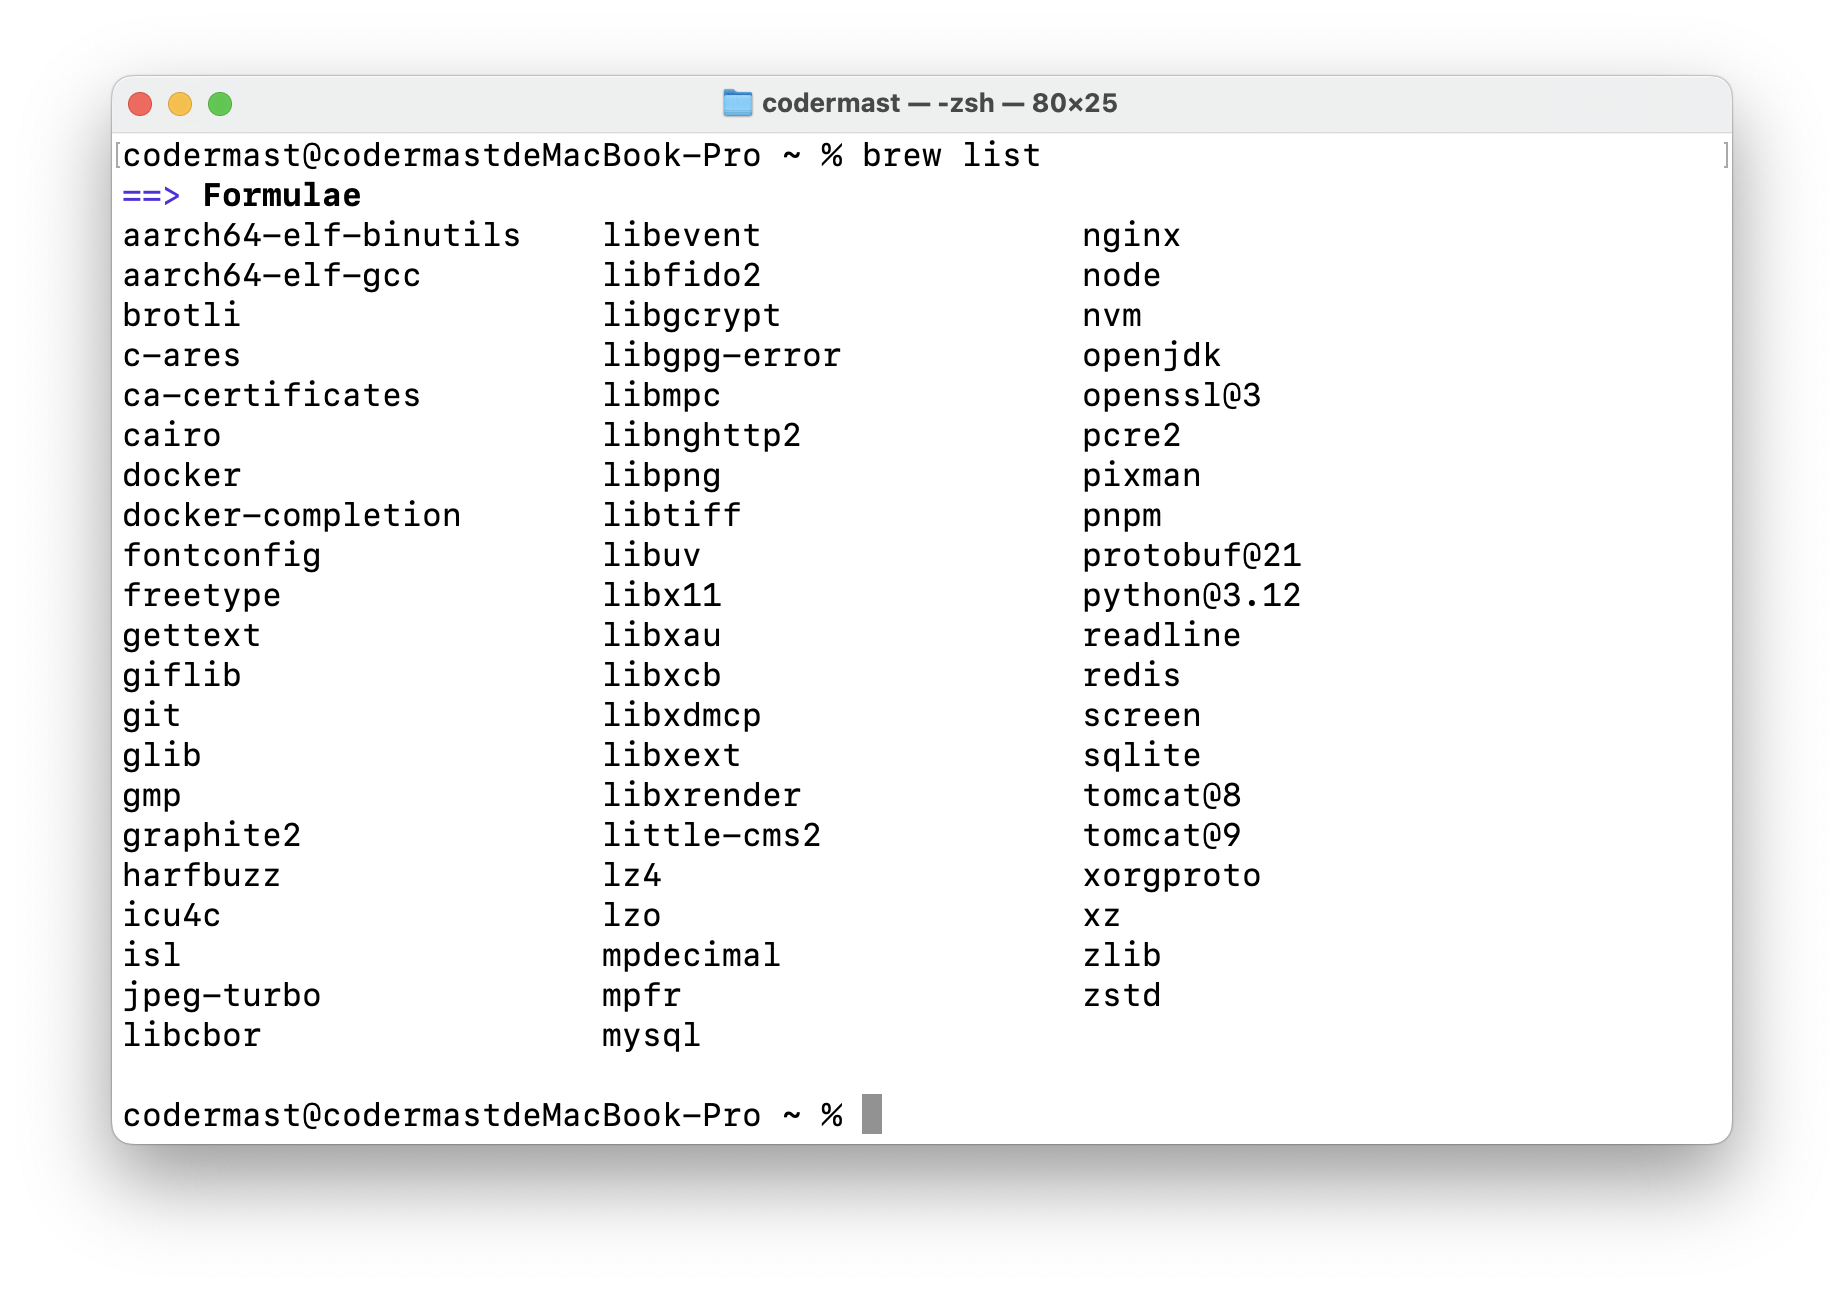 codermast — -zsh — 80×25
[codermast@codermastdeMacBook-Pro ~ % brew list ]
==> Formulae
aarch64-elf-binutils    libevent                nginx
aarch64-elf-gcc         libfido2                node
brotli                  libgcrypt               nvm
c-ares                  libgpg-error            openjdk
ca-certificates         libmpc                  openssl@3
cairo                   libnghttp2              pcre2
docker                  libpng                  pixman
docker-completion       libtiff                 pnpm
fontconfig              libuv                   protobuf@21
freetype                libx11                  python@3.12
gettext                 libxau                  readline
giflib                  libxcb                  redis
git                     libxdmcp                screen
glib                    libxext                 sqlite
gmp                     libxrender              tomcat@8
graphite2               little-cms2             tomcat@9
harfbuzz                lz4                     xorgproto
icu4c                   lzo                     xz
isl                     mpdecimal               zlib
jpeg-turbo              mpfr                    zstd
libcbor                 mysql
codermast@codermastdeMacBook-Pro ~ %